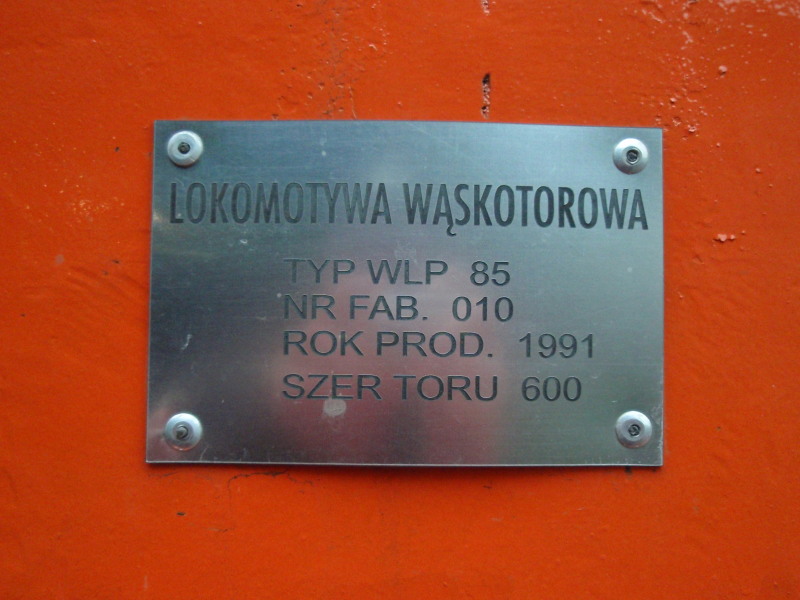 LOKOMOTYWA WĄSKOTOROWA
TYP WLP 85
NR FAB. 010
ROK PROD. 1991
SZER TORU 600